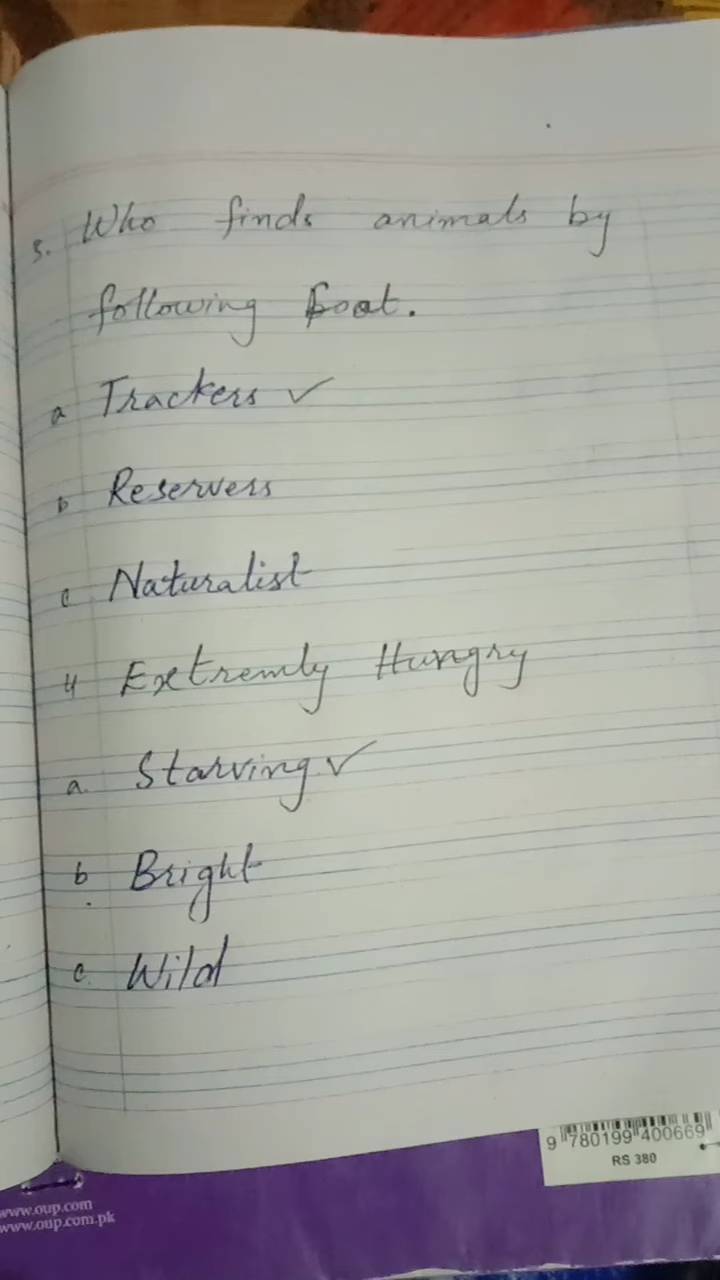 3. Who finds animals by
following foot.
a Trackers ✓
b Reservers
c Naturalist
4 Extremly Hungry
a. Starving ✓
b Bright
c. Wild
9 780199 400669
RS 380
www.oup.com
www.oup.com.pk